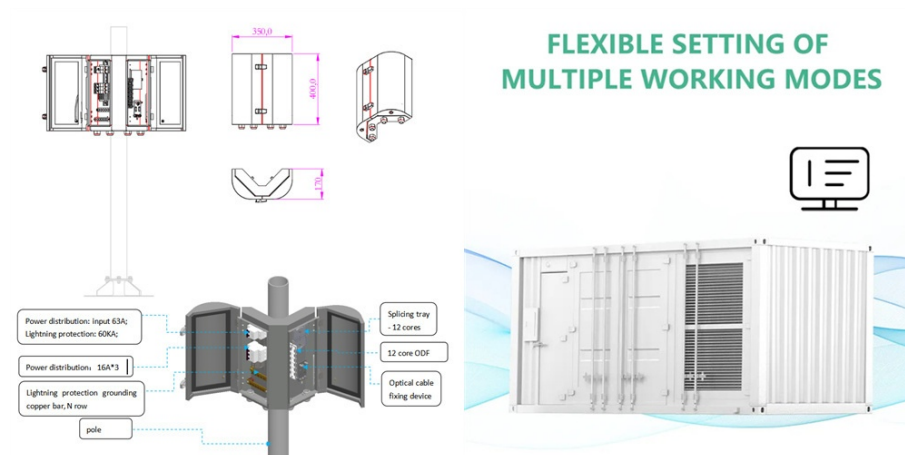 350,0
400,0
170
FLEXIBLE SETTING OF
MULTIPLE WORKING MODES
Power distribution: input 63A;
Lightning protection: 60KA;
Power distribution: 16A*3
Lightning protection grounding
copper bar, N row
pole
Splicing tray
- 12 cores
12 core ODF
Optical cable
fixing device